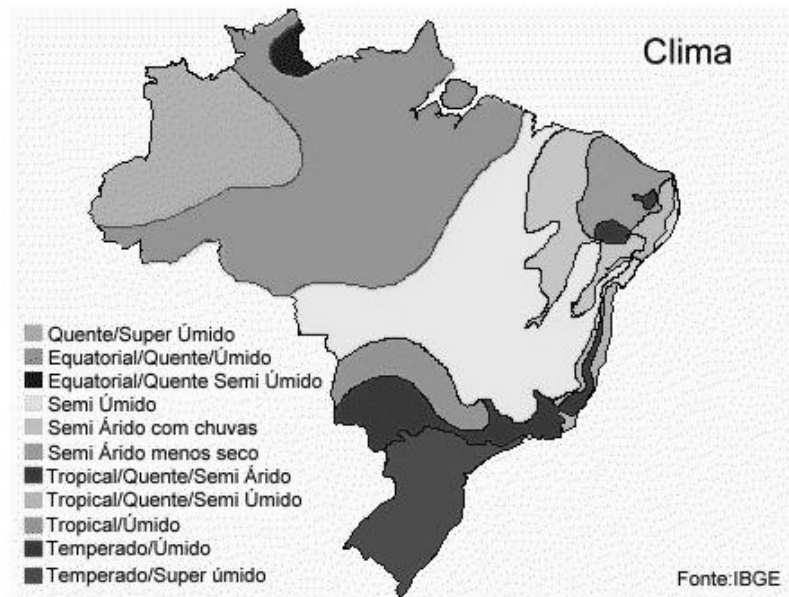 Clima
Quente/Super Úmido
Equatorial/Quente/Úmido
Equatorial/Quente Semi Úmido
Semi Úmido
Semi Árido com chuvas
Semi Árido menos seco
Tropical/Quente/Semi Árido
Tropical/Quente/Semi Úmido
Tropical/Úmido
Temperado/Úmido
Temperado/Super úmido
Fonte:IBGE